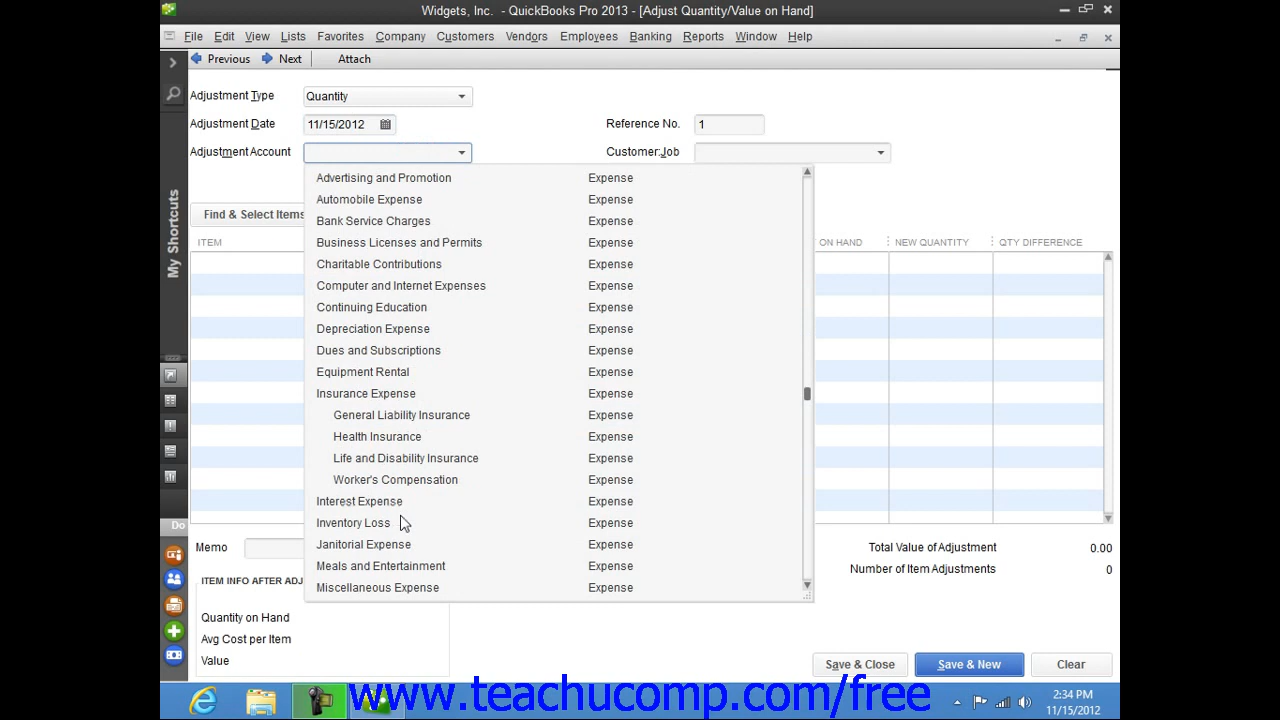 Widgets, Inc. - QuickBooks Pro 2013 - [Adjust Quantity/Value on Hand]
File Edit View Lists Favorites Company Customers Vendors Employees Banking Reports Window Help
Previous Next Attach
Adjustment Type Quantity
Adjustment Date 11/15/2012 Reference No. 1
Adjustment Account Customer:Job
My Shortcuts
Advertising and Promotion Expense
Automobile Expense Expense
Find & Select Items
Bank Service Charges Expense
ITEM Business Licenses and Permits Expense ON HAND NEW QUANTITY QTY DIFFERENCE
Charitable Contributions Expense
Computer and Internet Expenses Expense
Continuing Education Expense
Depreciation Expense Expense
Dues and Subscriptions Expense
Equipment Rental Expense
Insurance Expense Expense
General Liability Insurance Expense
Health Insurance Expense
Life and Disability Insurance Expense
Worker's Compensation Expense
Interest Expense Expense
Inventory Loss Expense
Do
Janitorial Expense Expense
Memo Total Value of Adjustment 0.00
Meals and Entertainment Expense Number of Item Adjustments 0
ITEM INFO AFTER ADJ
Miscellaneous Expense Expense
Quantity on Hand
Avg Cost per Item
Value
Save & Close Save & New Clear
www.teachucomp.com/free
2:34 PM
11/15/2012